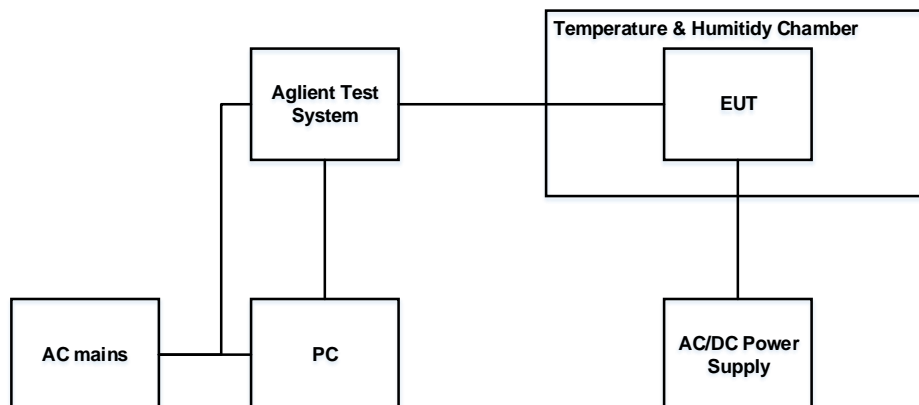 Temperature & Humitidy Chamber
Aglient Test
System
EUT
AC mains
PC
AC/DC Power
Supply